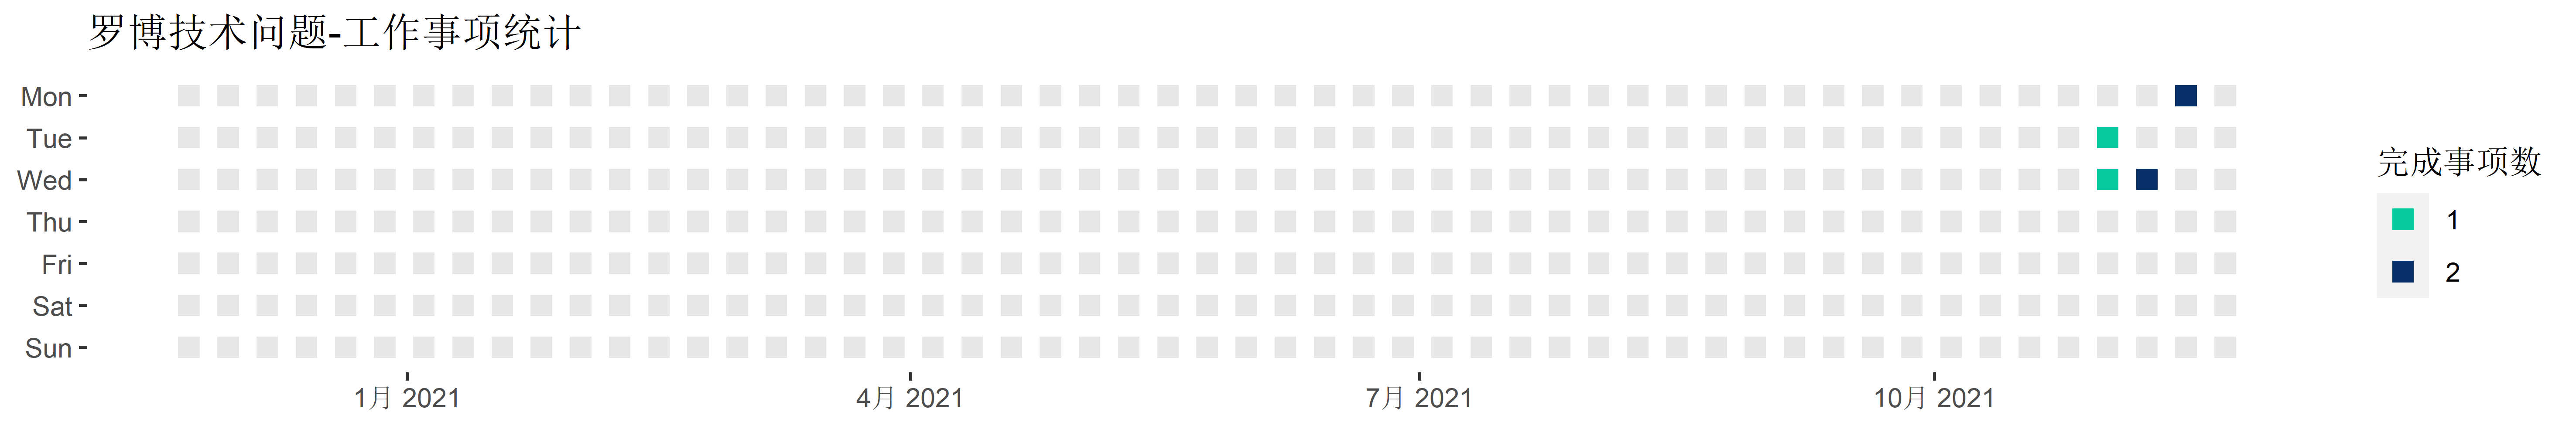 罗博技术问题-工作事项统计
Mon
Tue
Wed
Thu
Fri
Sat
Sun
1月 2021
4月 2021
7月 2021
10月 2021
完成事项数
1
2